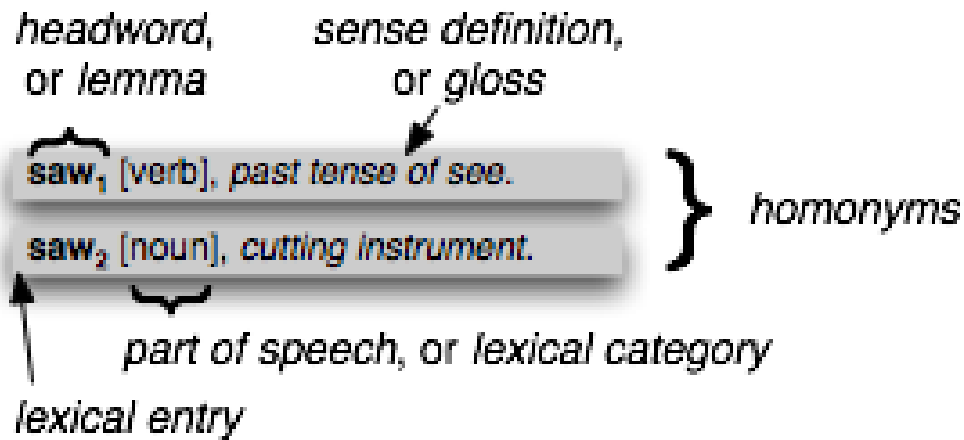 headword,
or lemma
sense definition,
or gloss
saw₁ [verb], past tense of see.
saw₂ [noun], cutting instrument.
homonyms
part of speech, or lexical category
lexical entry